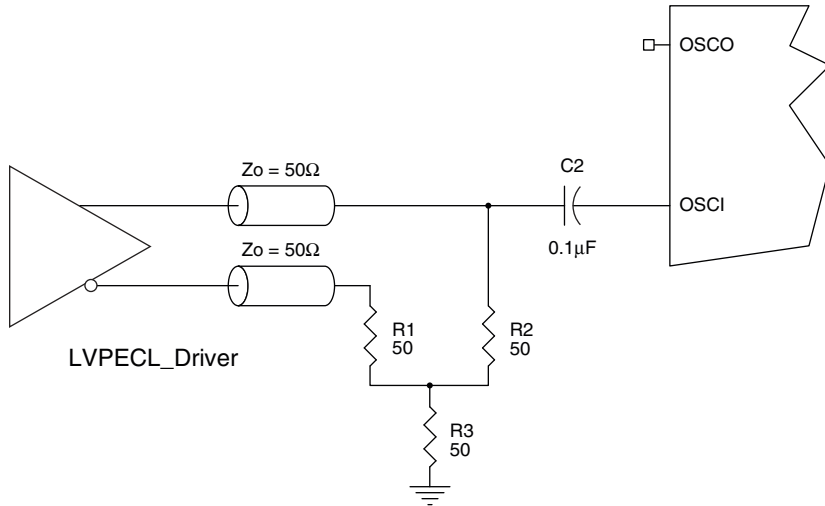 OSCO
Zo = 50Ω
C2
OSCI
0.1μF
Zo = 50Ω
R1
50
R2
50
LVPECL_Driver
R3
50